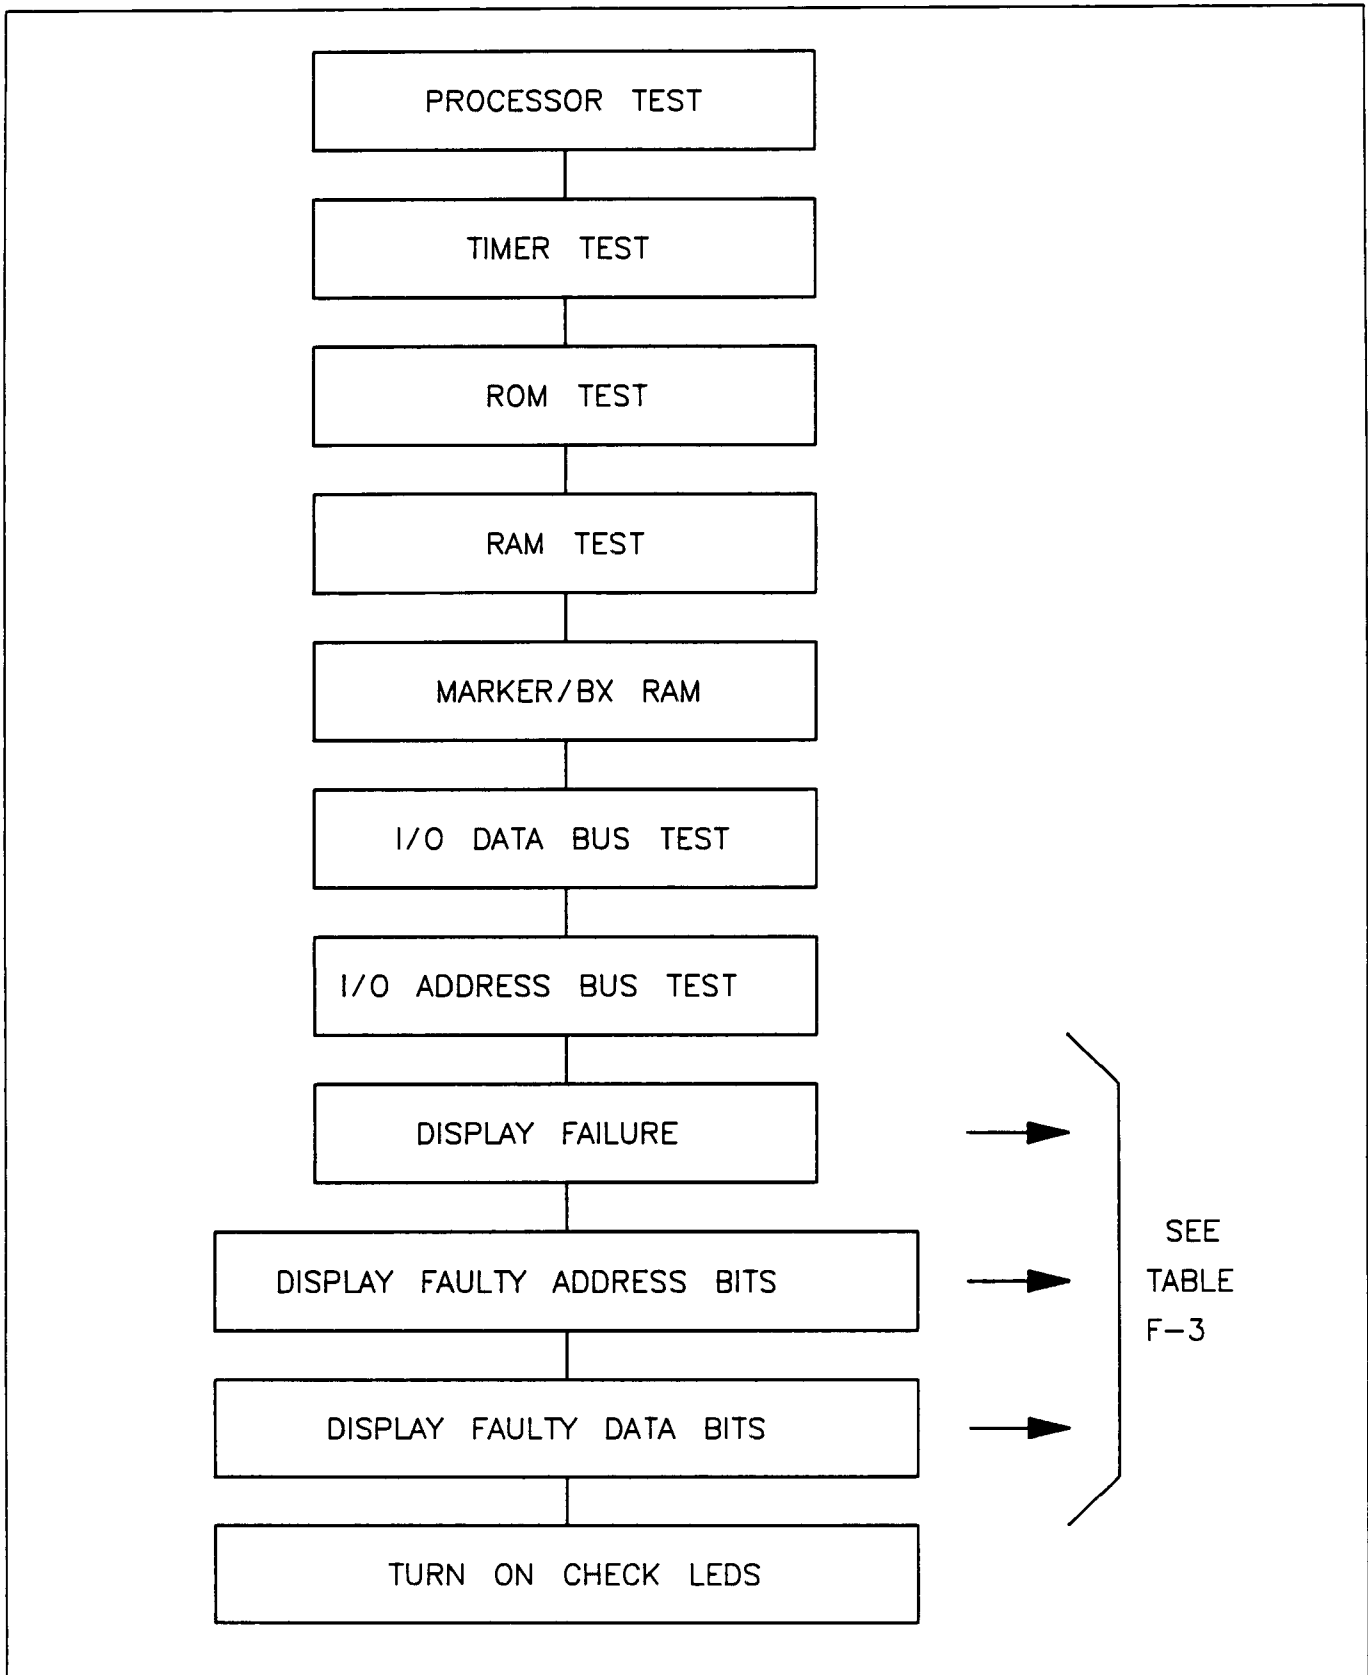 PROCESSOR TEST
TIMER TEST
ROM TEST
RAM TEST
MARKER/BX RAM
I/O DATA BUS TEST
I/O ADDRESS BUS TEST
DISPLAY FAILURE
DISPLAY FAULTY ADDRESS BITS
DISPLAY FAULTY DATA BITS
TURN ON CHECK LEDS
SEE
TABLE
F-3